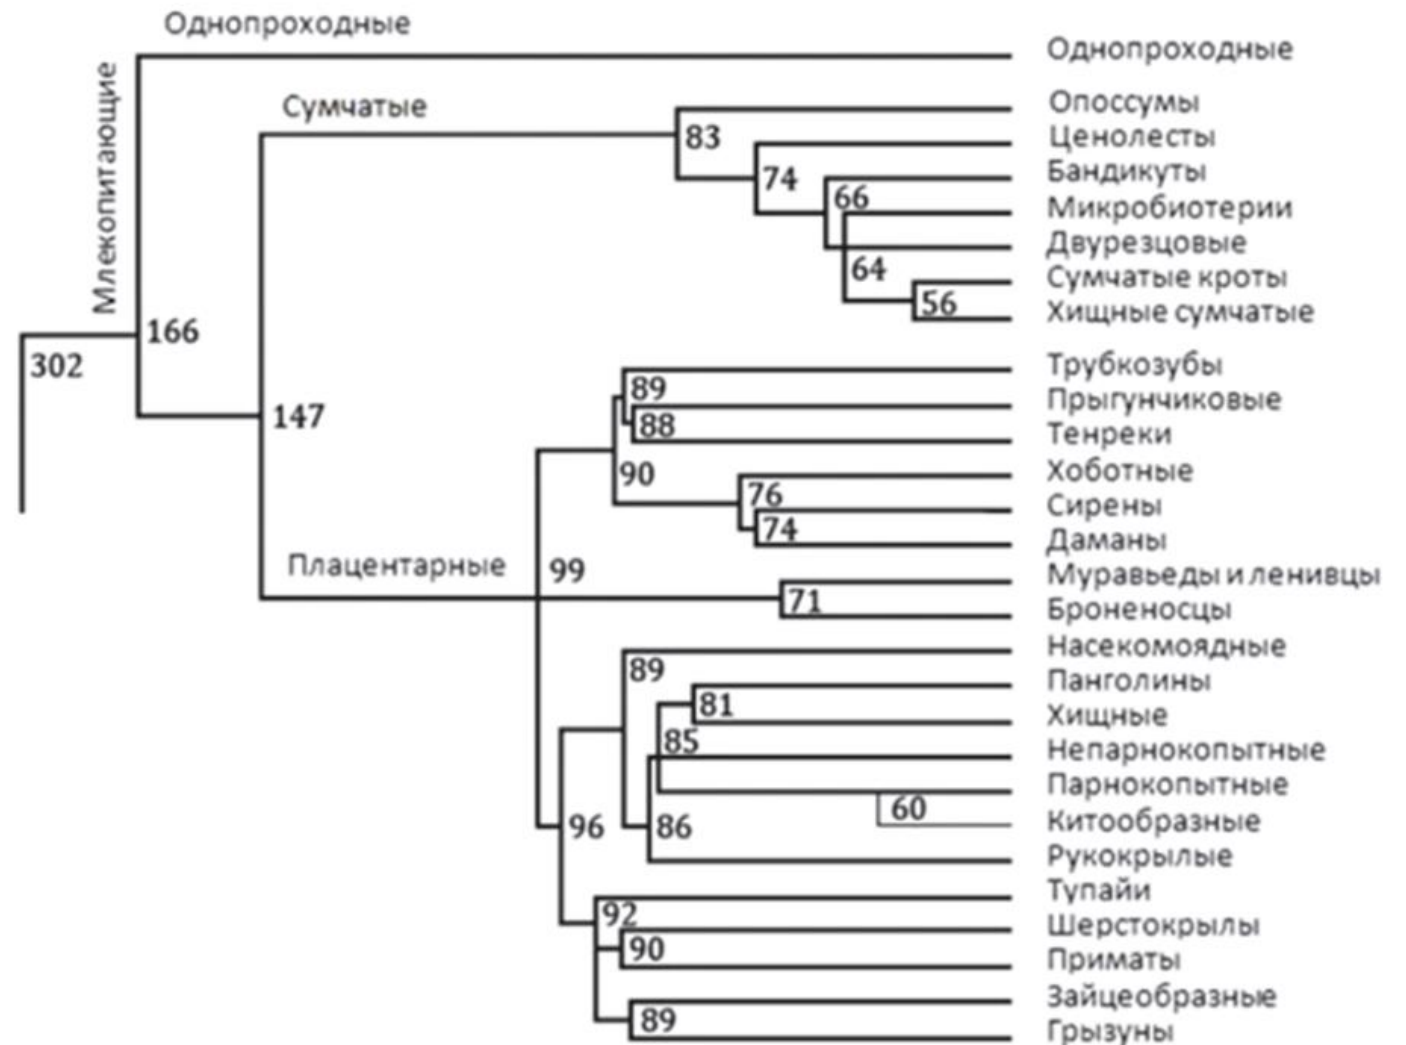 Однопроходные
Однопроходные
Млекопитающие
Сумчатые
Опоссумы
83
Ценолесты
74
Бандикуты
66
Микробиотерии
Двурезцовые
64
Сумчатые кроты
56
Хищные сумчатые
166
302
Трубкозубы
89
Прыгунчиковые
147
88
Тенреки
90
Хоботные
76
Сирены
74
Даманы
Плацентарные
99
Муравьеды и ленивцы
71
Броненосцы
Насекомоядные
89
Панголины
81
Хищные
85
Непарнокопытные
Парнокопытные
60
Китообразные
96
86
Рукокрылые
Тупайи
92
Шерстокрылы
90
Приматы
Зайцеобразные
89
Грызуны